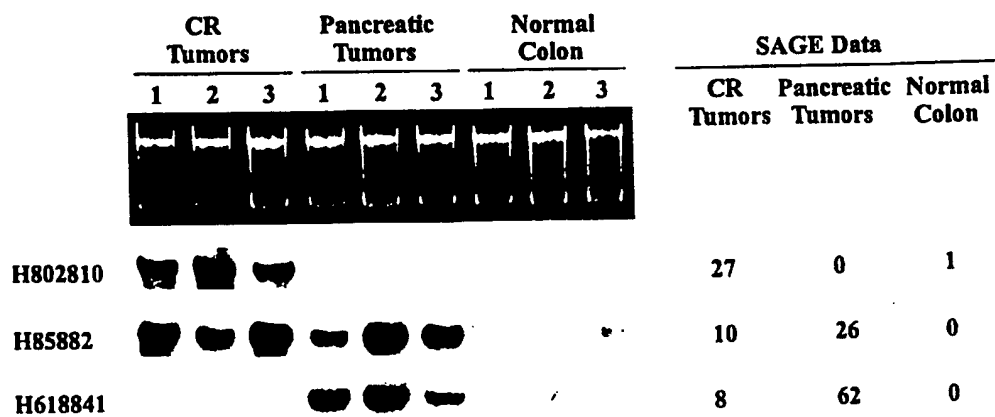 CR Tumors Pancreatic Tumors Normal Colon
1 2 3 1 2 3 1 2 3
SAGE Data
CR Tumors Pancreatic Tumors Normal Colon
H802810 27 0 1
H85882 10 26 0
H618841 8 62 0